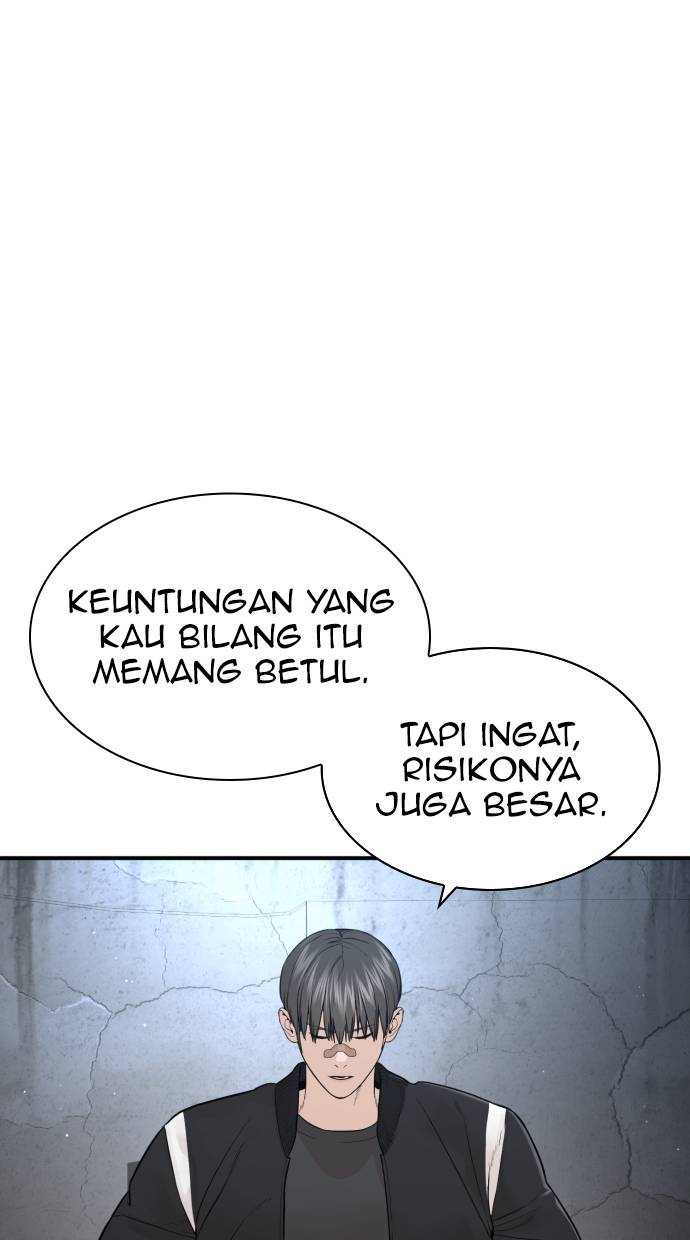 KEUNTUNGAN YANG
KAU BILANG ITU
MEMANG BETUL.
TAPI INGAT,
RISIKONYA
JUGA BESAR.